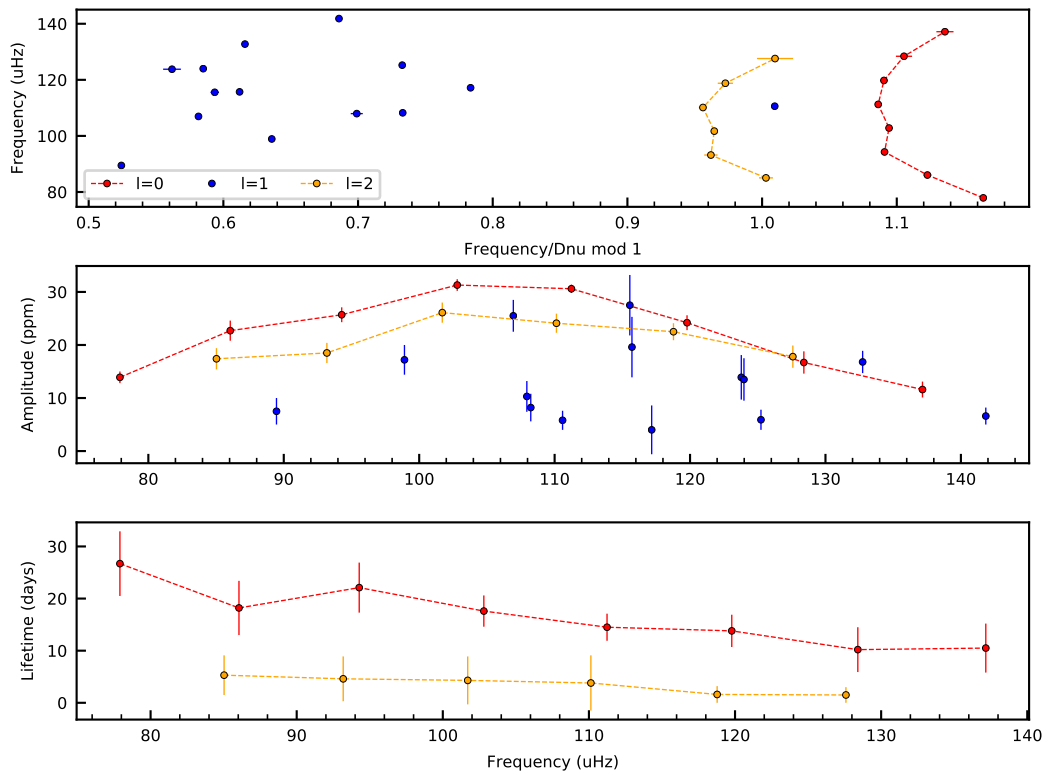 140
120
100
80
Frequency (uHz)
l=0 l=1 l=2
0.5 0.6 0.7 0.8 0.9 1.0 1.1
Frequency/Dnu mod 1
30
20
10
0
Amplitude (ppm)
80 90 100 110 120 130 140
30
20
10
0
Lifetime (days)
80 90 100 110 120 130 140
Frequency (uHz)